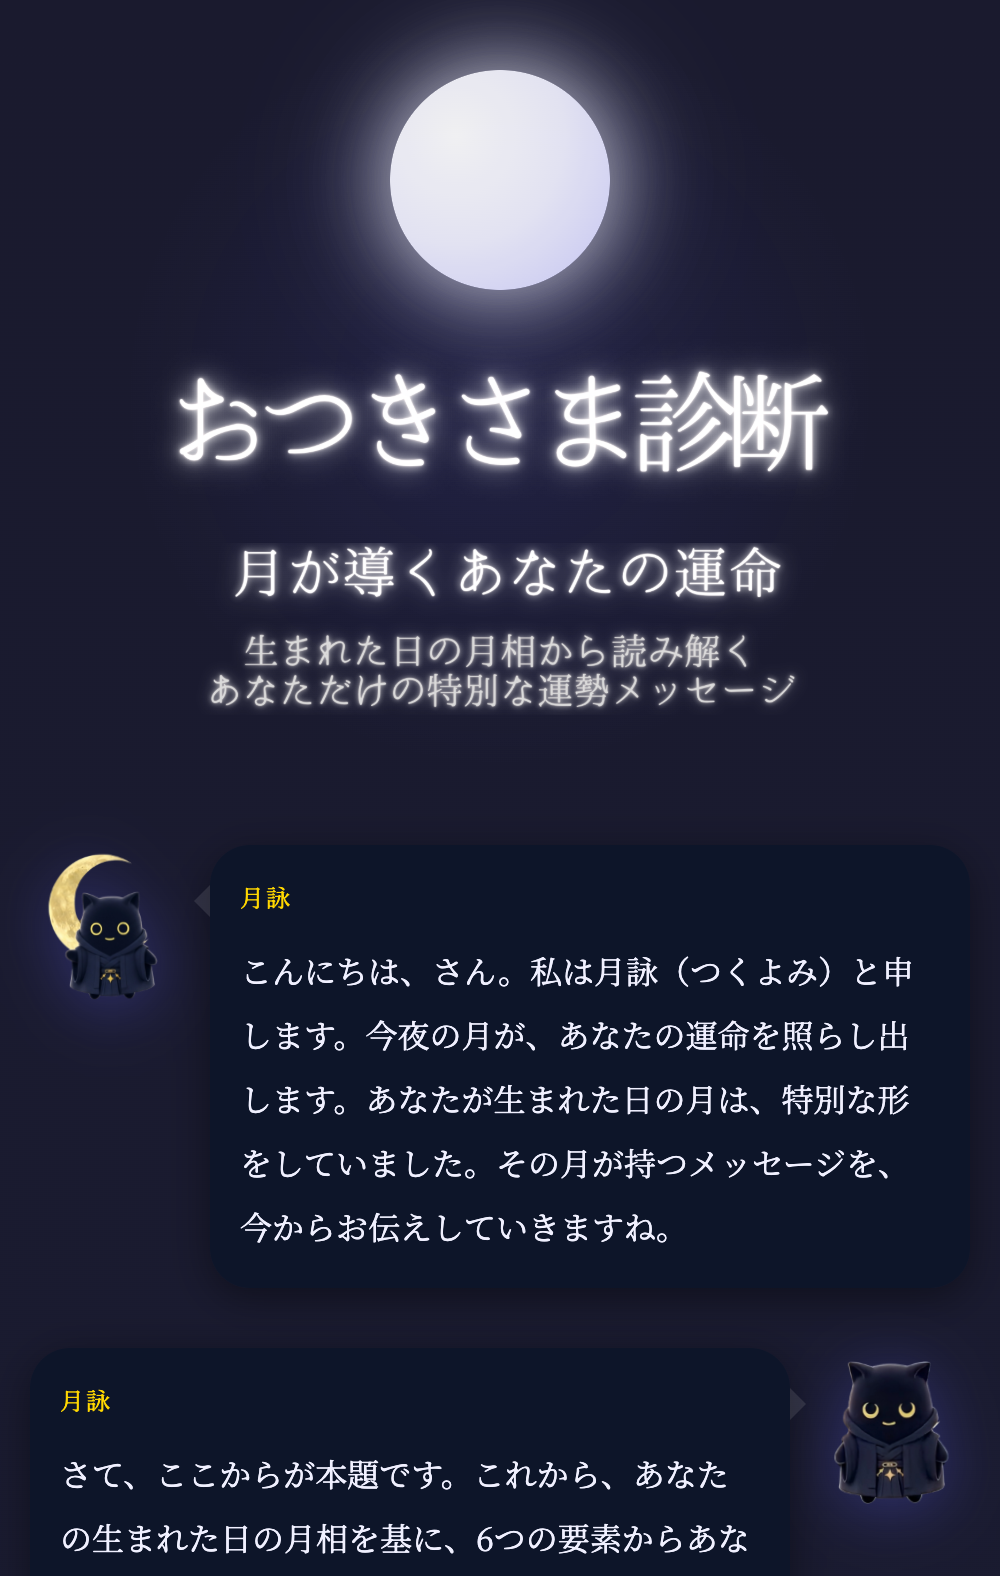 おつきさま診断
月が導くあなたの運命
生まれた日の月相から読み解く
あなただけの特別な運勢メッセージ
月詠
こんにちは、さん。私は月詠（つくよみ）と申
します。今夜の月が、あなたの運命を照らし出
します。あなたが生まれた日の月は、特別な形
をしていました。その月が持つメッセージを、
今からお伝えしていきますね。
月詠
さて、ここからが本題です。これから、あなた
の生まれた日の月相を基に、6つの要素からあな